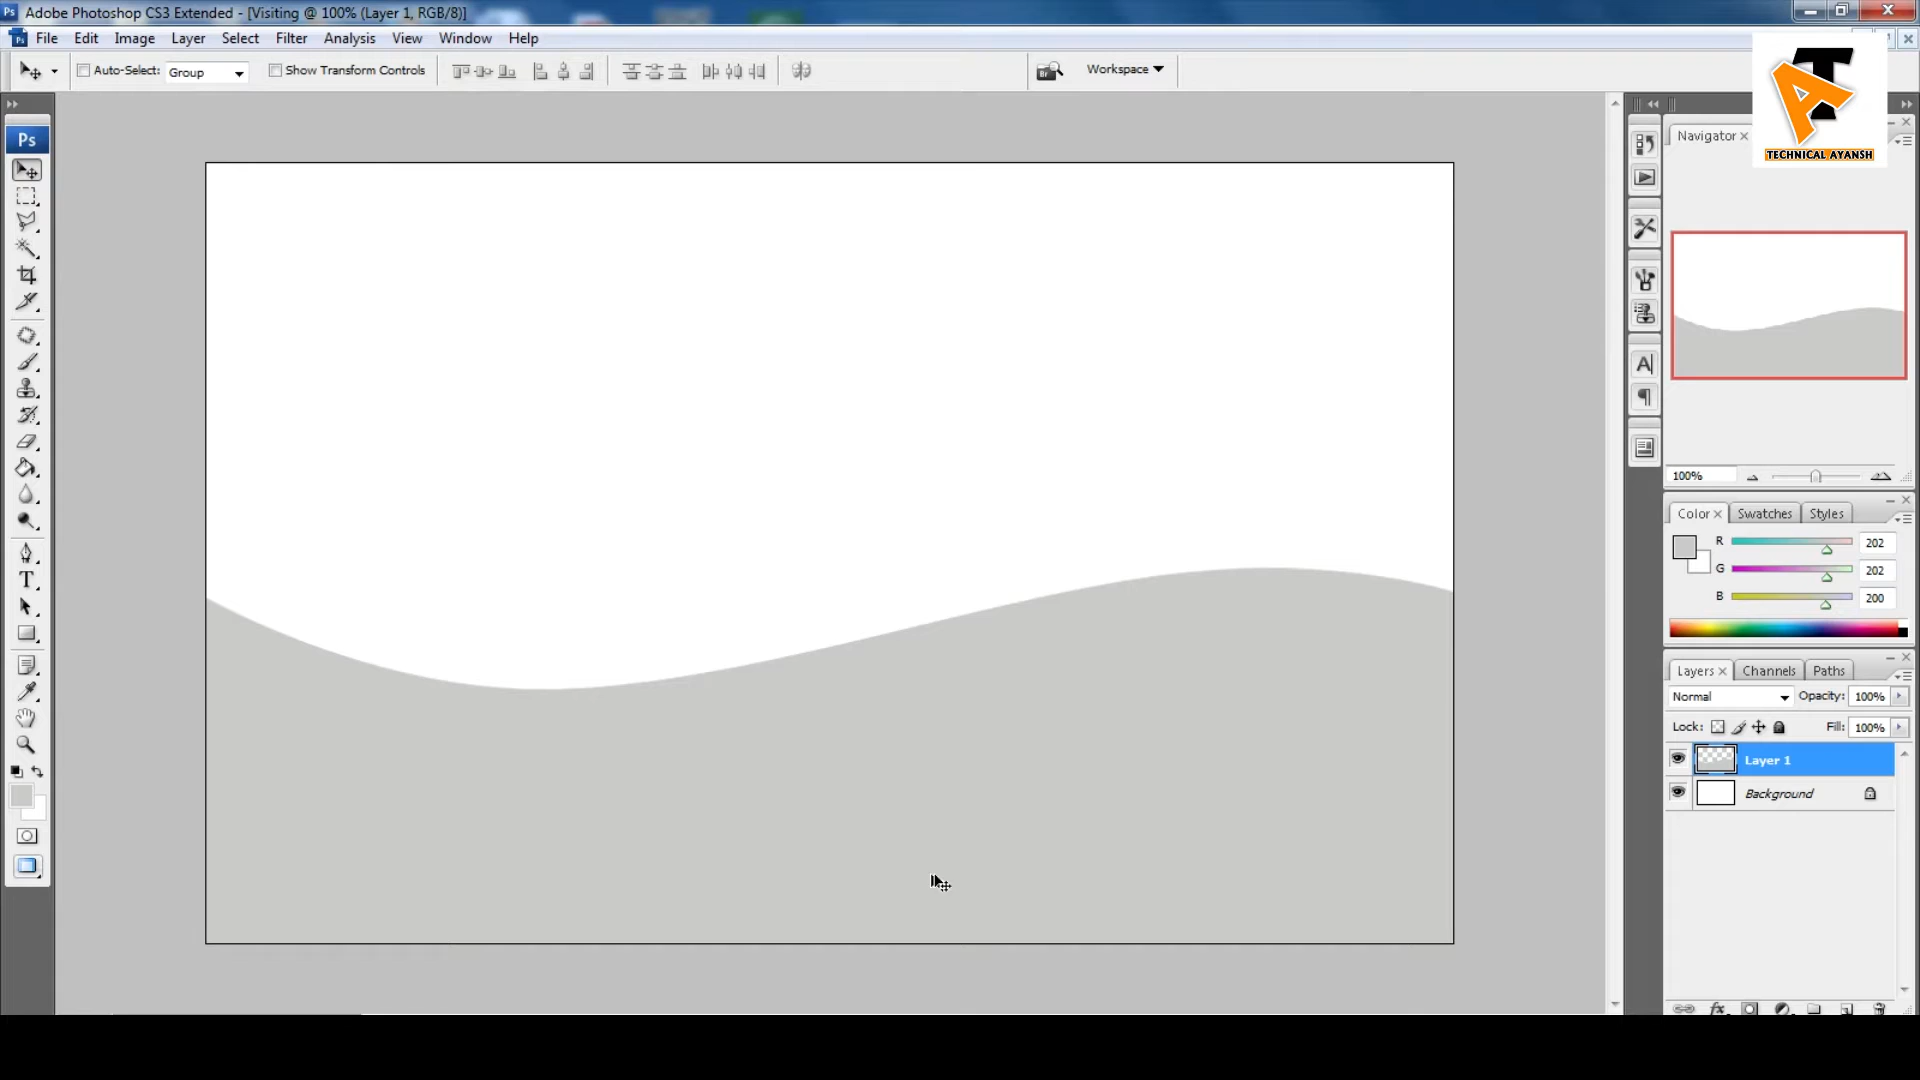 Adobe Photoshop CS3 Extended - [Visiting @ 100% (Layer 1, RGB/8)]
File Edit Image Layer Select Filter Analysis View Window Help
Auto-Select: Group Show Transform Controls Workspace
TECHNICAL AYANSH
Ps
Navigator
100%
Color Swatches Styles
R 202
G 202
B 200
Layers Channels Paths
Normal Opacity: 100%
Lock: Fill: 100%
Layer 1
Background